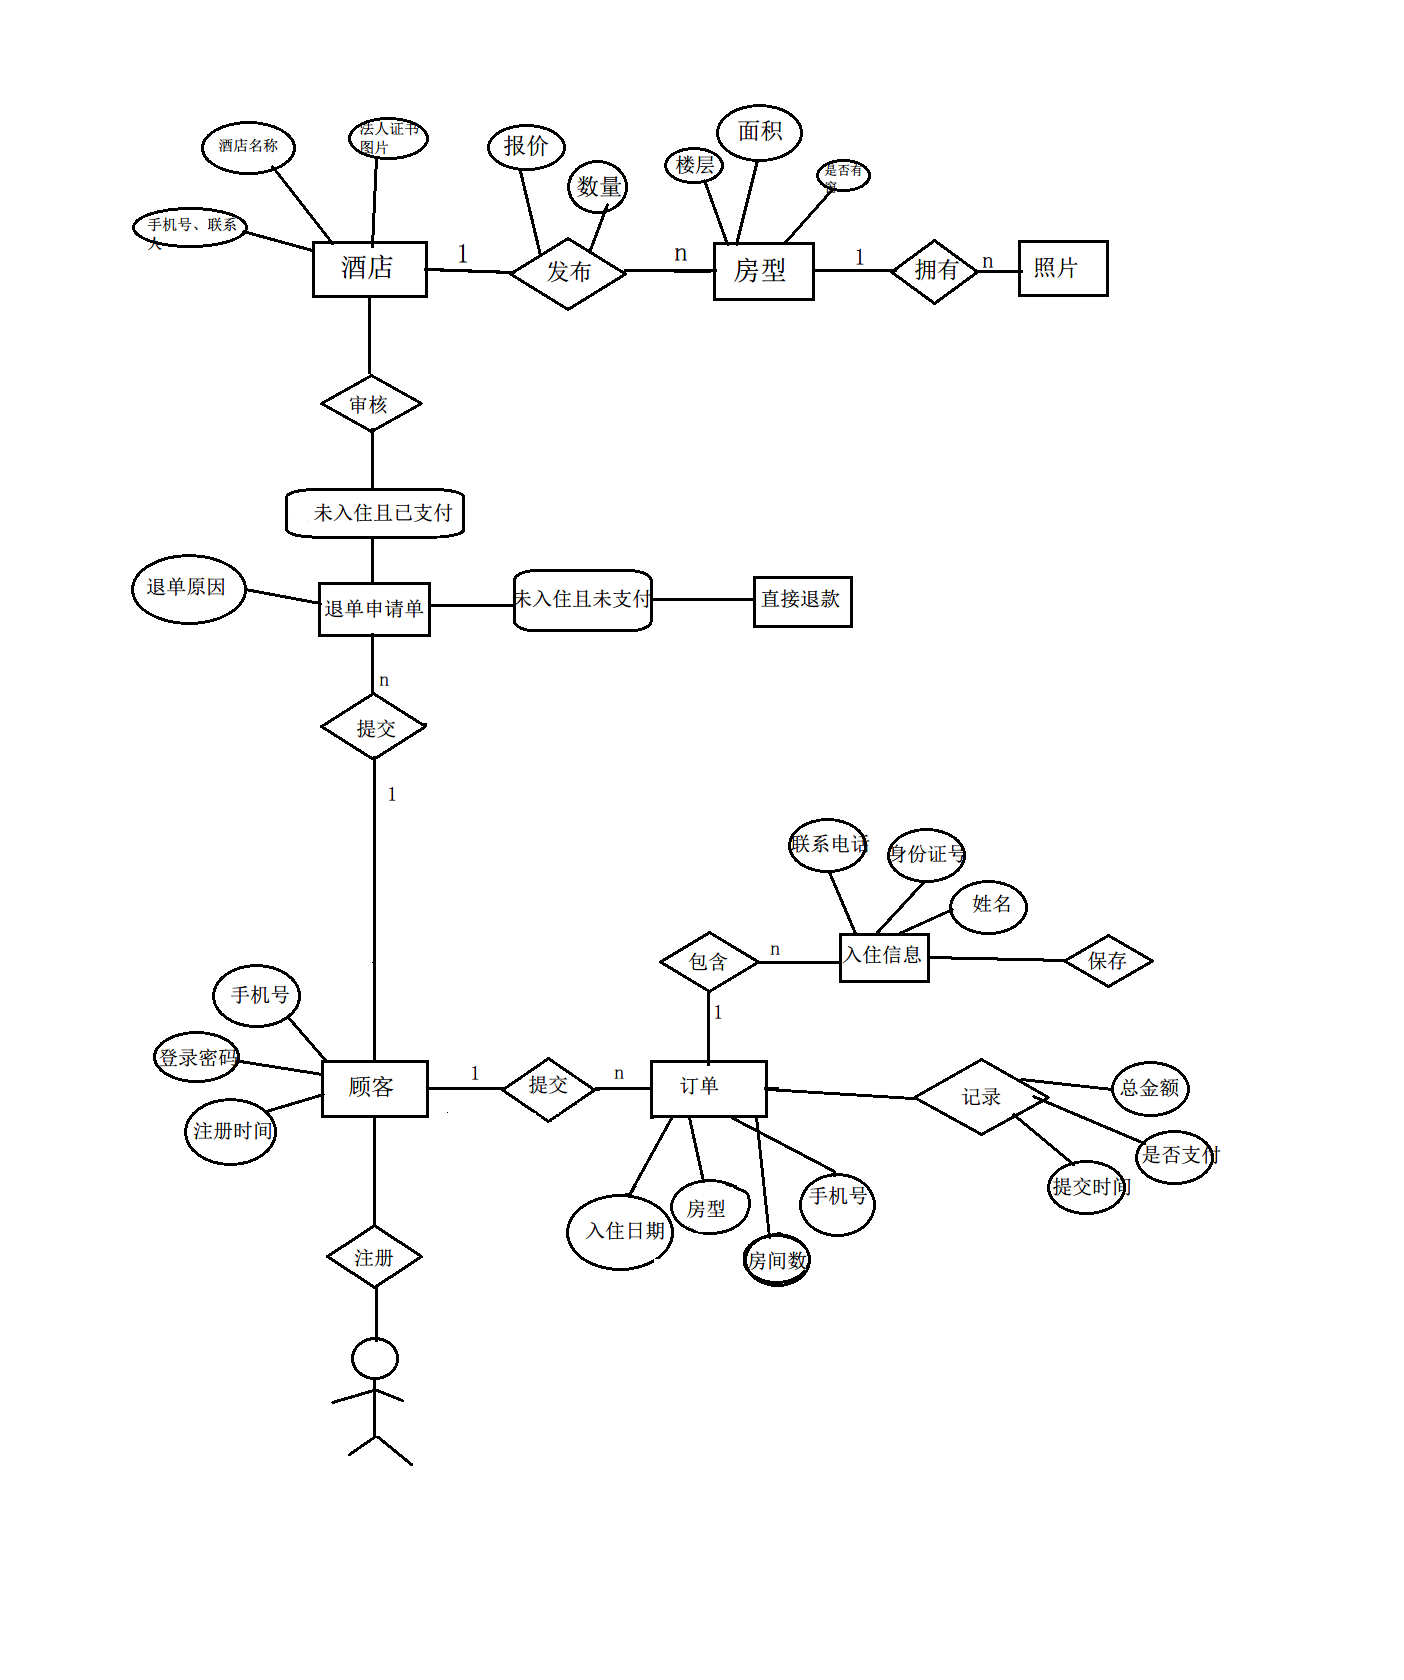 法人证书
图片
酒店名称
手机号、联系
人
报价
数量
面积
楼层
是否有
窗
酒店
1
发布
n
房型
1
拥有
n
照片
审核
未入住且已支付
退单原因
退单申请单
未入住且未支付
直接退款
n
提交
1
联系电话
身份证号
姓名
包含
n
入住信息
保存
1
手机号
登录密码
注册时间
顾客
1
提交
n
订单
记录
总金额
是否支付
提交时间
入住日期
房型
手机号
房间数
注册